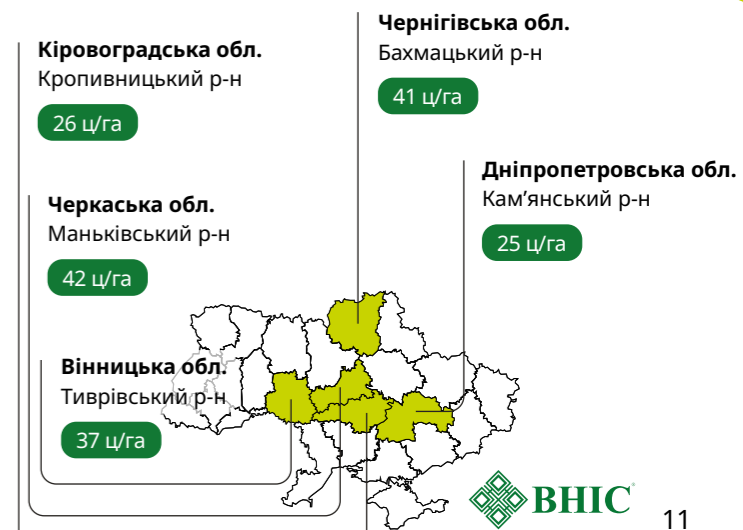 Кіровоградська обл.
Кропивницький р-н
26 ц/га
Чернігівська обл.
Бахмацький р-н
41 ц/га
Дніпропетровська обл.
Кам’янський р-н
25 ц/га
Черкаська обл.
Маньківський р-н
42 ц/га
Вінницька обл.
Тиврівський р-н
37 ц/га
ВНІС
11